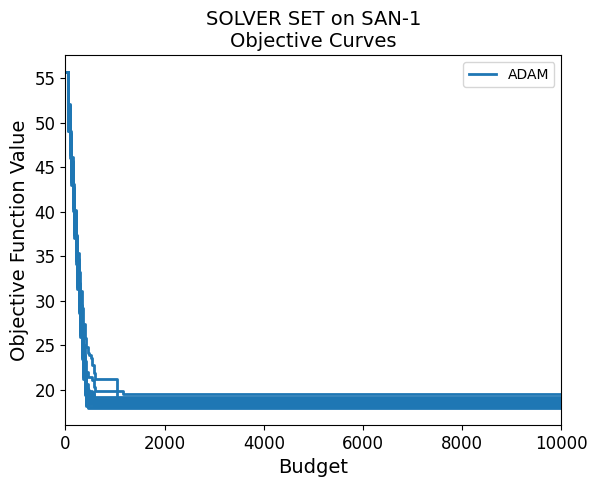 SOLVER SET on SAN-1
Objective Curves
ADAM
Objective Function Value
55
50
45
40
35
30
25
20
0
2000
4000
6000
8000
10000
Budget